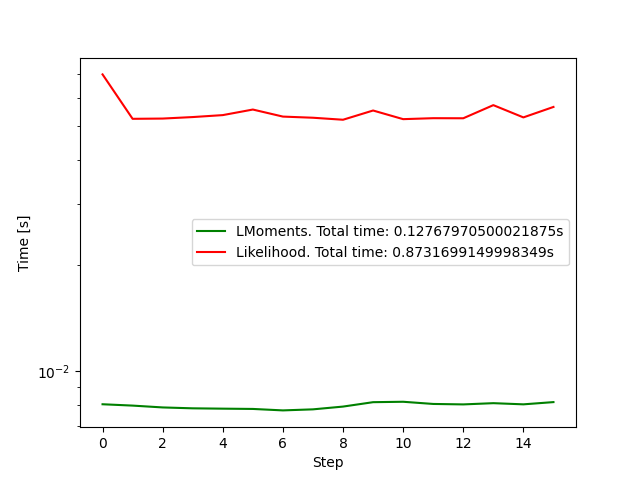 Time [s]
10⁻²
LMoments. Total time: 0.12767970500021875s
Likelihood. Total time: 0.8731699149998349s
0 2 4 6 8 10 12 14
Step